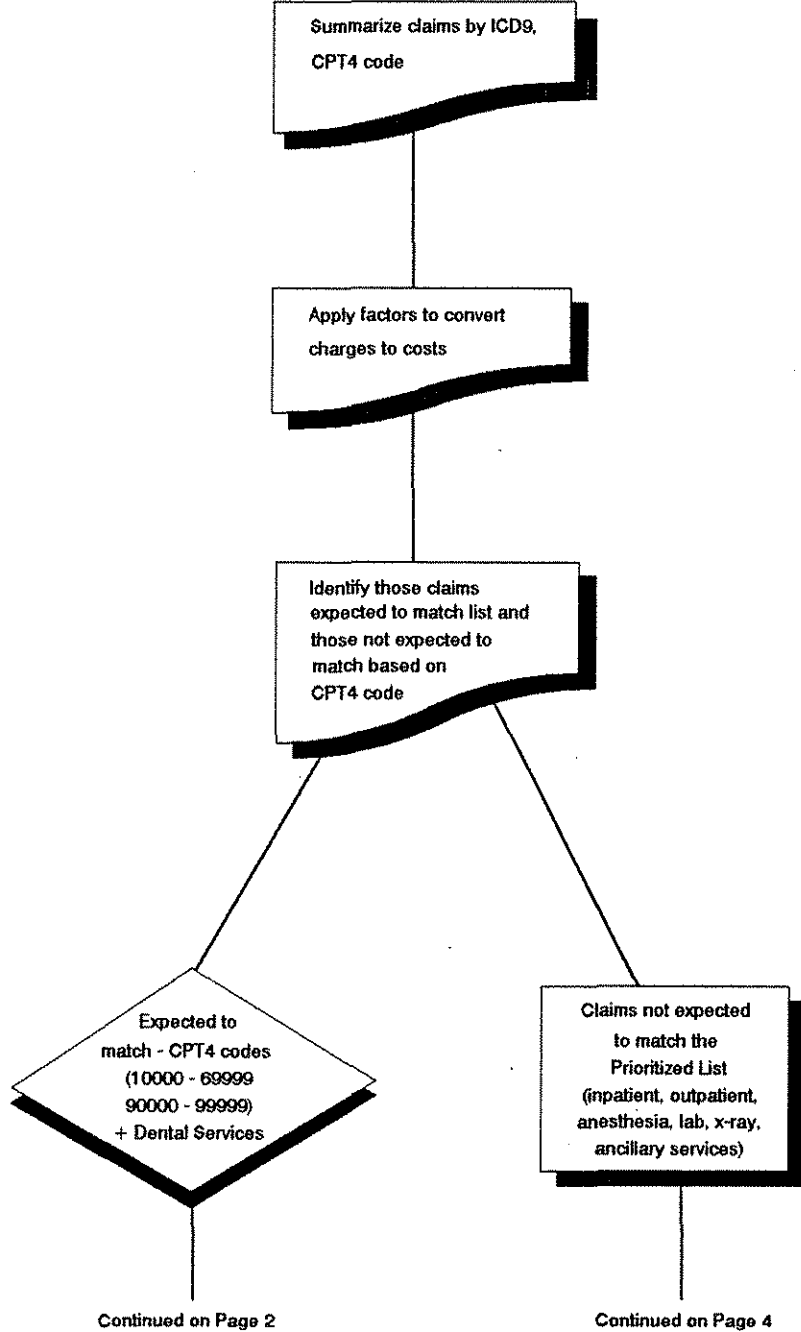 Summarize claims by ICD9,
CPT4 code
Apply factors to convert
charges to costs
Identify those claims
expected to match list and
those not expected to
match based on
CPT4 code
Expected to
match - CPT4 codes
(10000 - 69999
90000 - 99999)
+ Dental Services
Claims not expected
to match the
Prioritized List
(inpatient, outpatient,
anesthesia, lab, x-ray,
ancillary services)
Continued on Page 2
Continued on Page 4